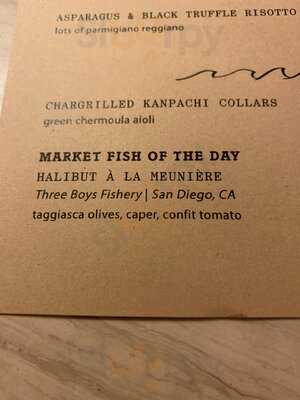 ASPARAGUS & BLACK TRUFFLE RISOTTO
lots of parmigiano reggiano
CHARGRILLED KANPACHI COLLARS
green chermoula aioli
MARKET FISH OF THE DAY
HALIBUT À LA MEUNIÈRE
Three Boys Fishery | San Diego, CA
taggiasca olives, caper, confit tomato